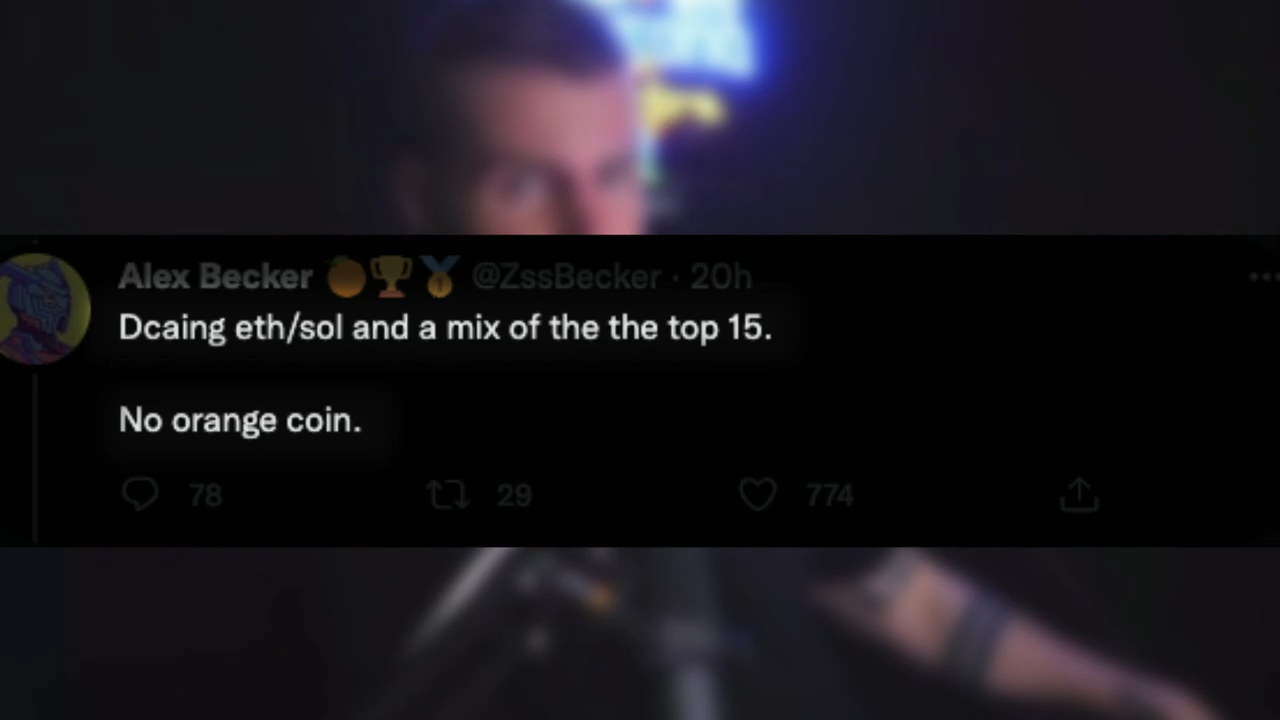 Alex Becker 🍊🏆🥇 @ZssBecker · 20h
Dcaing eth/sol and a mix of the the top 15.
No orange coin.
78 29 774